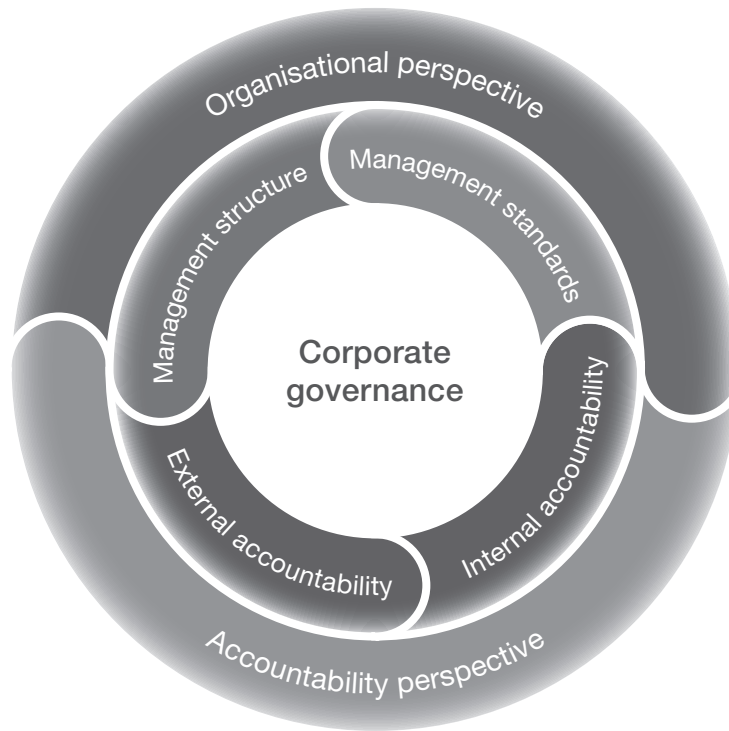 Organisational perspective
Management structure
Management standards
Corporate
governance
External accountability
Internal accountability
Accountability perspective